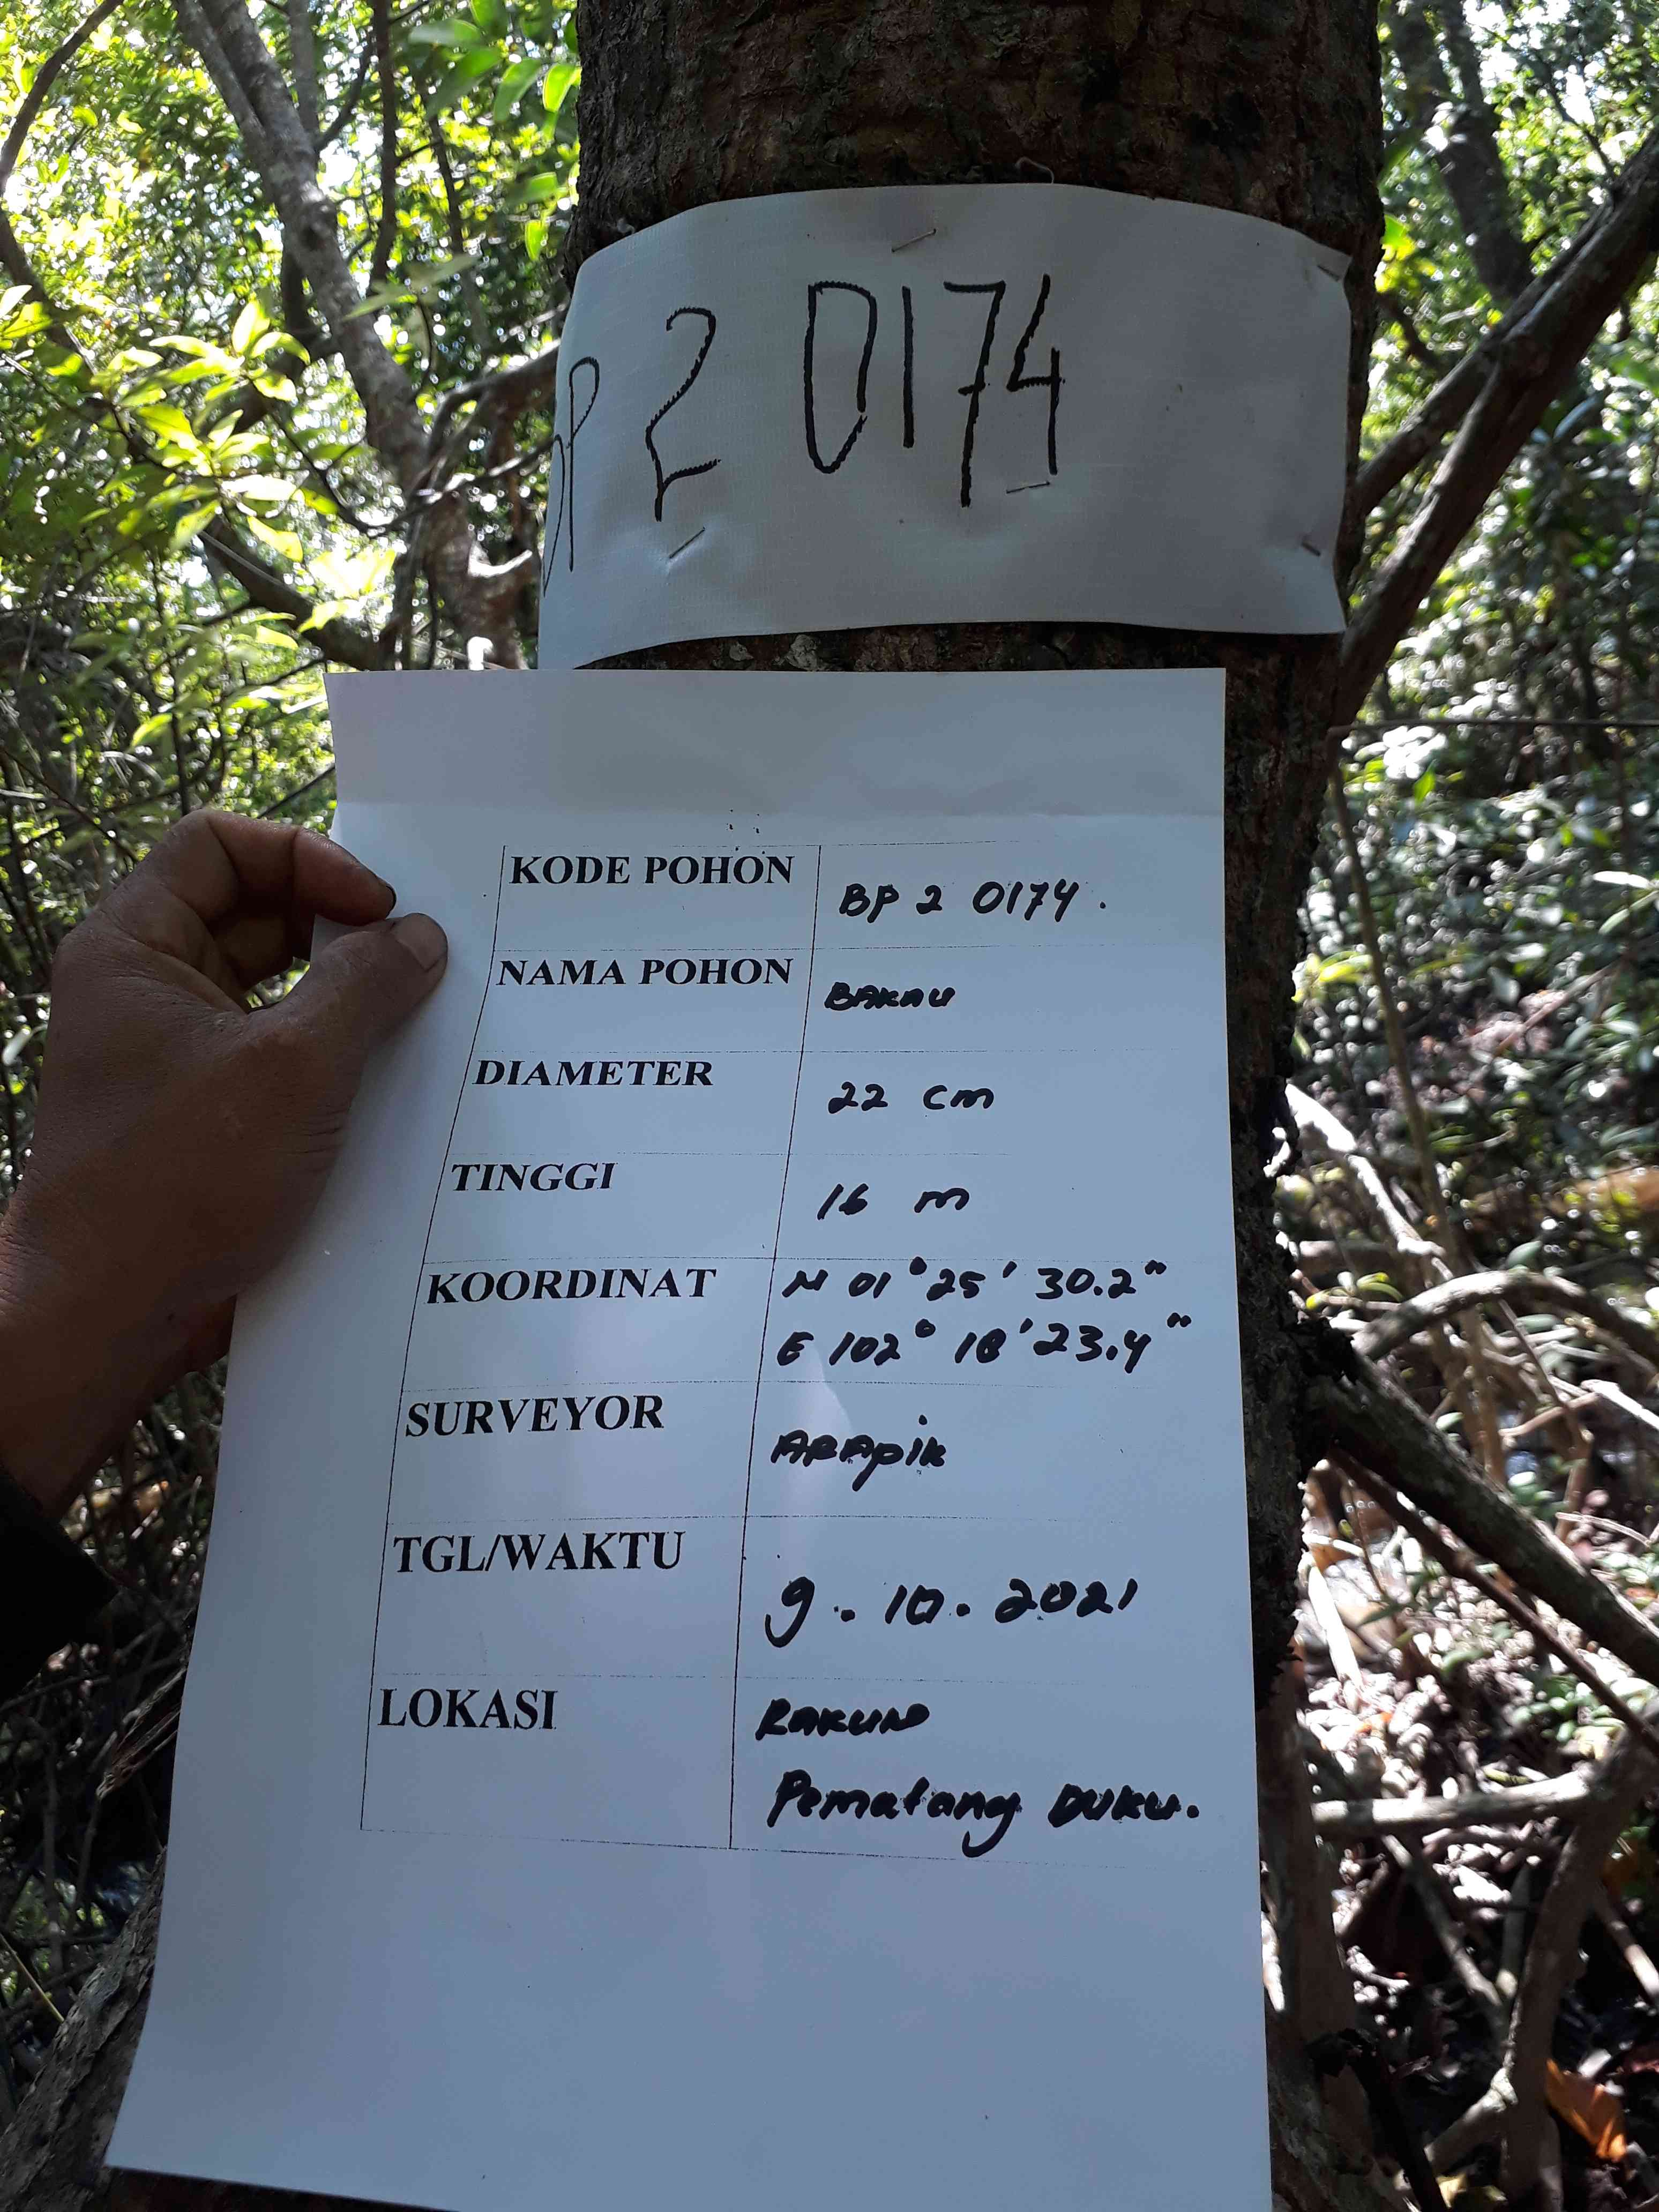 BP 2 0174
KODE POHON BP 2 0174.
NAMA POHON BAKAU
DIAMETER 22 cm
TINGGI 16 m
KOORDINAT N 01° 25' 30.2"
E 102° 18' 23.4"
SURVEYOR ARAPIK
TGL/WAKTU 9.10.2021
LOKASI RAKUN
Pematang DUKU.